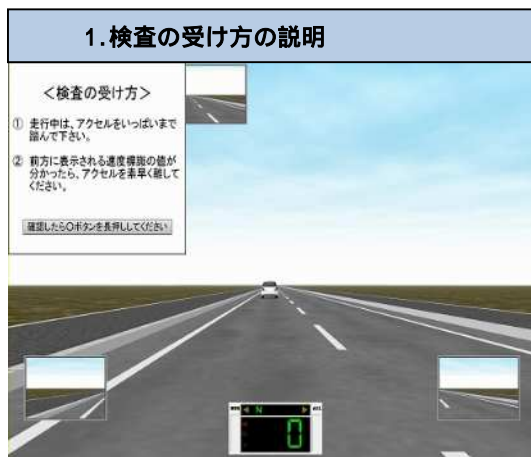 1.検査の受け方の説明
<検査の受け方>
① 走行中は、アクセルをいっぱいまで
踏んで下さい。
② 前方に表示される速度標識の値が
分かったら、アクセルを素早く離して
ください。
確認したら○ボタンを長押ししてください
N
0